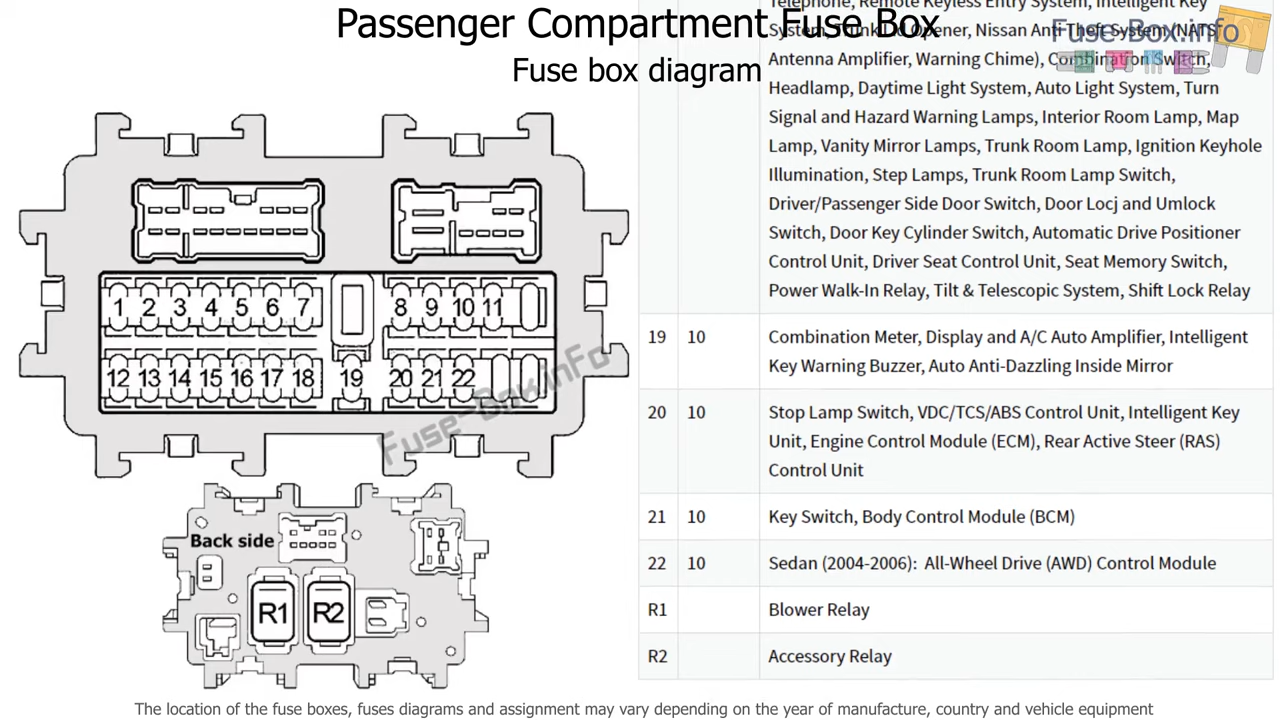 Passenger Compartment Fuse Box
Fuse box diagram
Fuse-Box.info
Telephone, Remote Keyless Entry System, Intelligent Key
System, Trunk Lid Opener, Nissan Anti-Theft System (NATS
Antenna Amplifier, Warning Chime), Combination Switch,
Headlamp, Daytime Light System, Auto Light System, Turn
Signal and Hazard Warning Lamps, Interior Room Lamp, Map
Lamp, Vanity Mirror Lamps, Trunk Room Lamp, Ignition Keyhole
Illumination, Step Lamps, Trunk Room Lamp Switch,
Driver/Passenger Side Door Switch, Door Locj and Umlock
Switch, Door Key Cylinder Switch, Automatic Drive Positioner
Control Unit, Driver Seat Control Unit, Seat Memory Switch,
Power Walk-In Relay, Tilt & Telescopic System, Shift Lock Relay
19 10 Combination Meter, Display and A/C Auto Amplifier, Intelligent
Key Warning Buzzer, Auto Anti-Dazzling Inside Mirror
20 10 Stop Lamp Switch, VDC/TCS/ABS Control Unit, Intelligent Key
Unit, Engine Control Module (ECM), Rear Active Steer (RAS)
Control Unit
21 10 Key Switch, Body Control Module (BCM)
22 10 Sedan (2004-2006): All-Wheel Drive (AWD) Control Module
R1 Blower Relay
R2 Accessory Relay
1 2 3 4 5 6 7 8 9 10 11
12 13 14 15 16 17 18 19 20 21 22
Fuse-Box.info
Back side
R1 R2
The location of the fuse boxes, fuses diagrams and assignment may vary depending on the year of manufacture, country and vehicle equipment